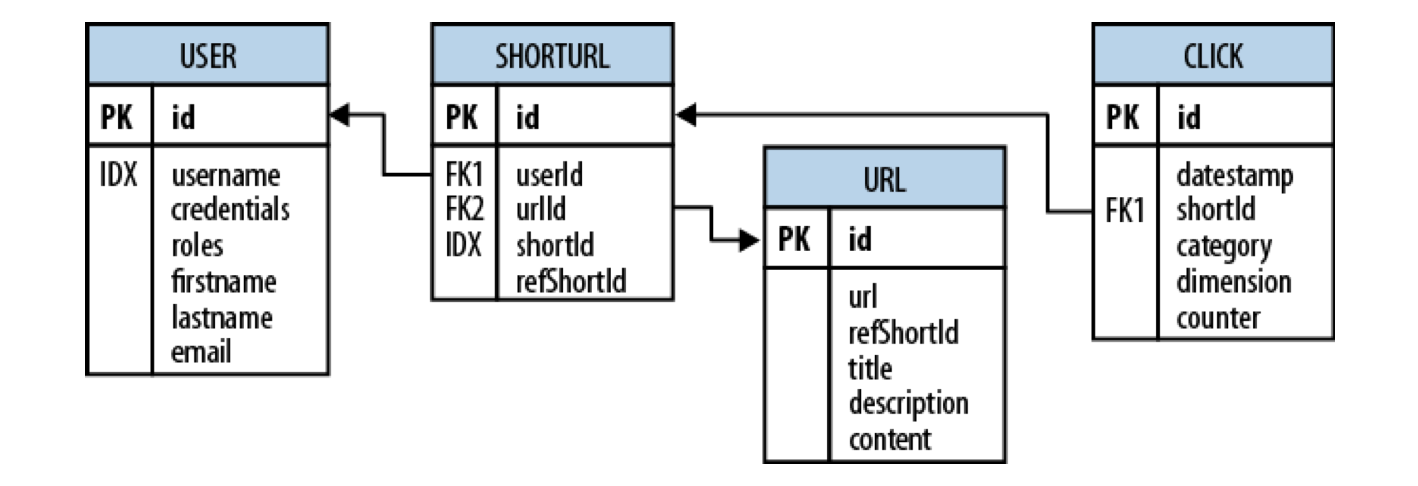 USER
PK id
IDX username
credentials
roles
firstname
lastname
email
SHORTURL
PK id
FK1 userId
FK2 urlId
IDX shortId
refShortId
URL
PK id
url
refShortId
title
description
content
CLICK
PK id
datestamp
FK1 shortId
category
dimension
counter